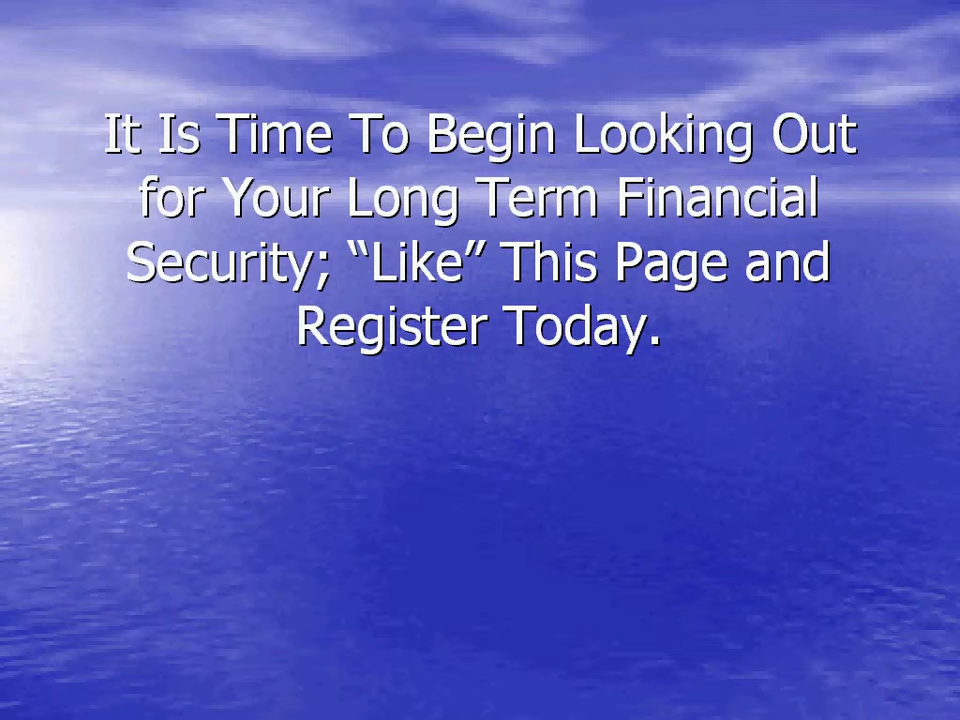 It Is Time To Begin Looking Out
for Your Long Term Financial
Security; “Like” This Page and
Register Today.